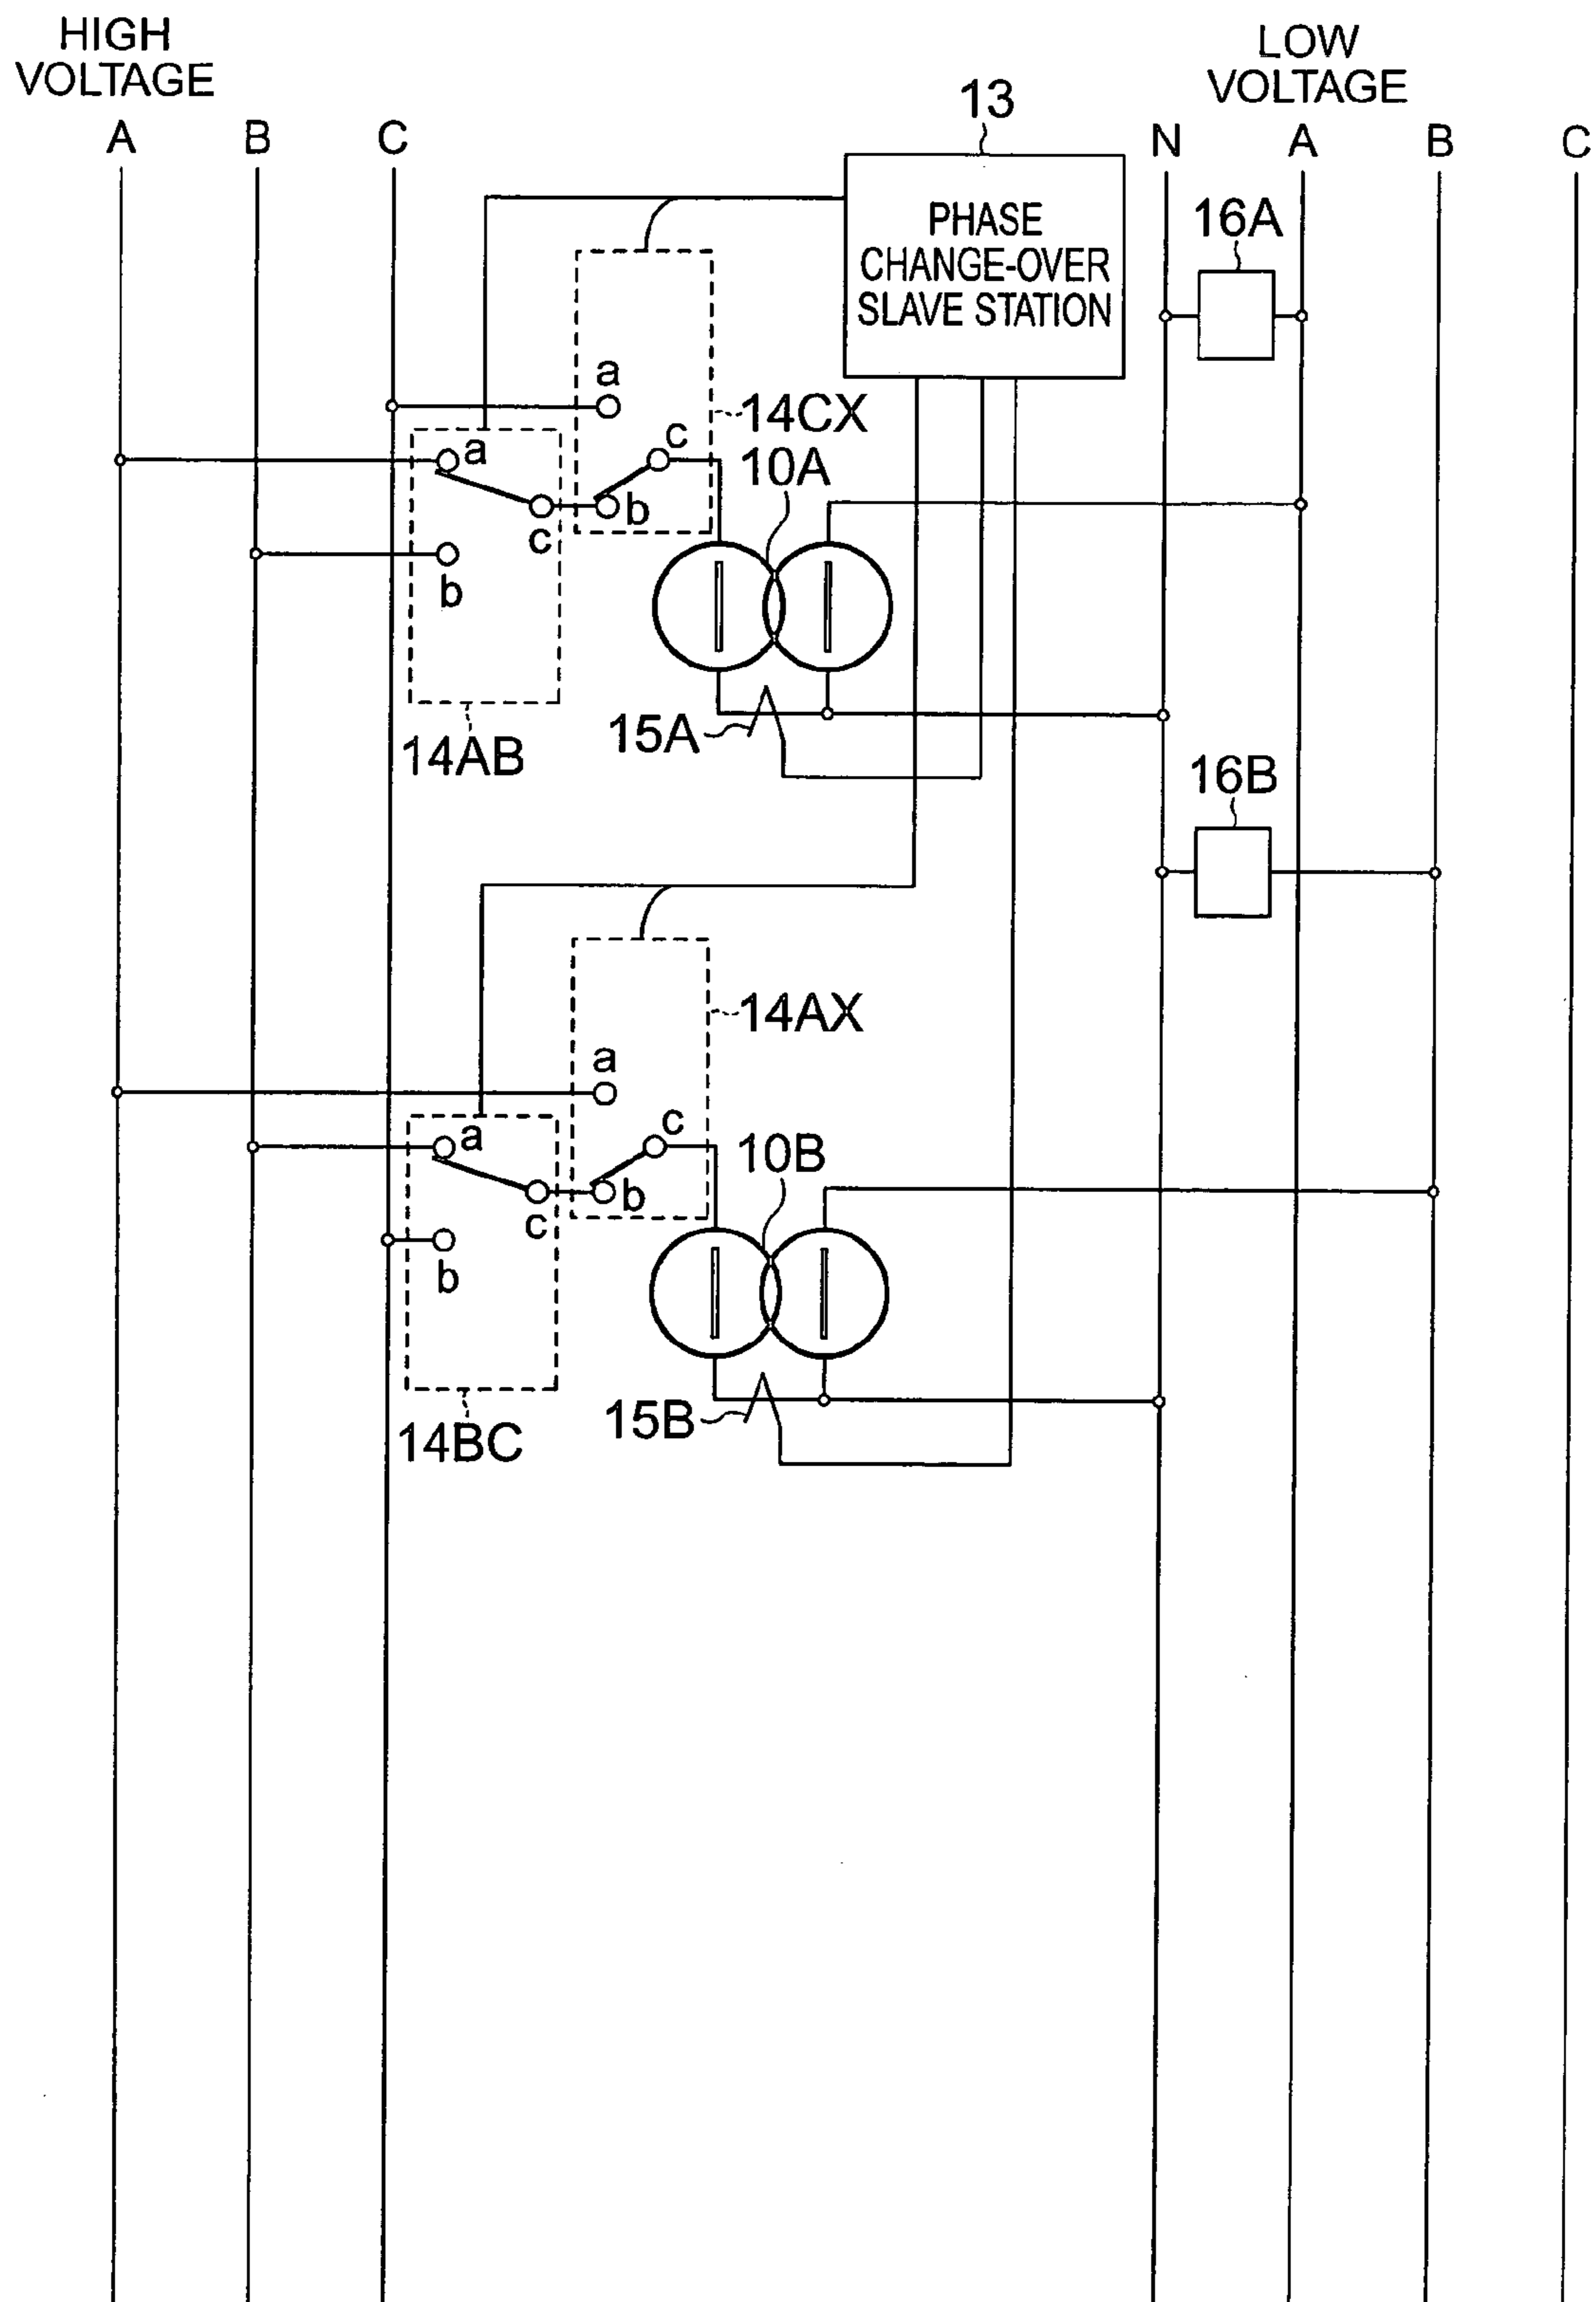 HIGH
VOLTAGE
A
B
C
LOW
VOLTAGE
N
A
B
C
13
PHASE
CHANGE-OVER
SLAVE STATION
16A
a
14CX
a
c
10A
b
c
b
15A
14AB
16B
14AX
a
a
c
10B
b
c
b
15B
14BC